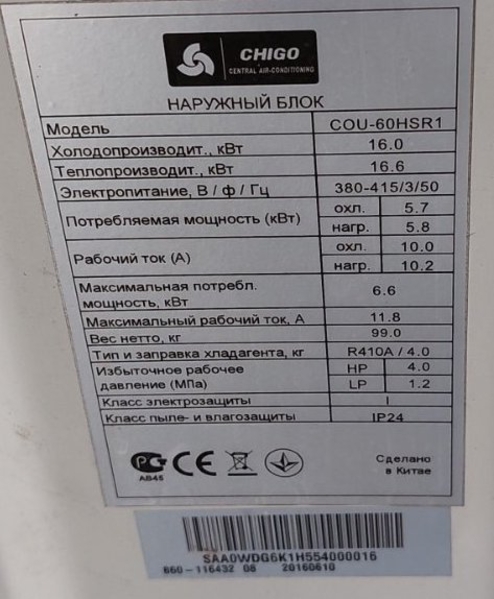 CHIGO
CENTRAL AIR-CONDITIONING
НАРУЖНЫЙ БЛОК
Модель COU-60HSR1
Холодопроизводит., кВт 16.0
Теплопроизводит., кВт 16.6
Электропитание, В / ф / Гц 380-415/3/50
Потребляемая мощность (кВт) охл. 5.7
нагр. 5.8
Рабочий ток (А) охл. 10.0
нагр. 10.2
Максимальная потребл.
мощность, кВт 6.6
Максимальный рабочий ток, А 11.8
Вес нетто, кг 99.0
Тип и заправка хладагента, кг R410A / 4.0
Избыточное рабочее HP 4.0
давление (МПа) LP 1.2
Класс электрозащиты I
Класс пыле- и влагозащиты IP24
РС CE
АВ45
Сделано
в Китае
SAA0WDG6K1H554000016
660-116432 08 20160610